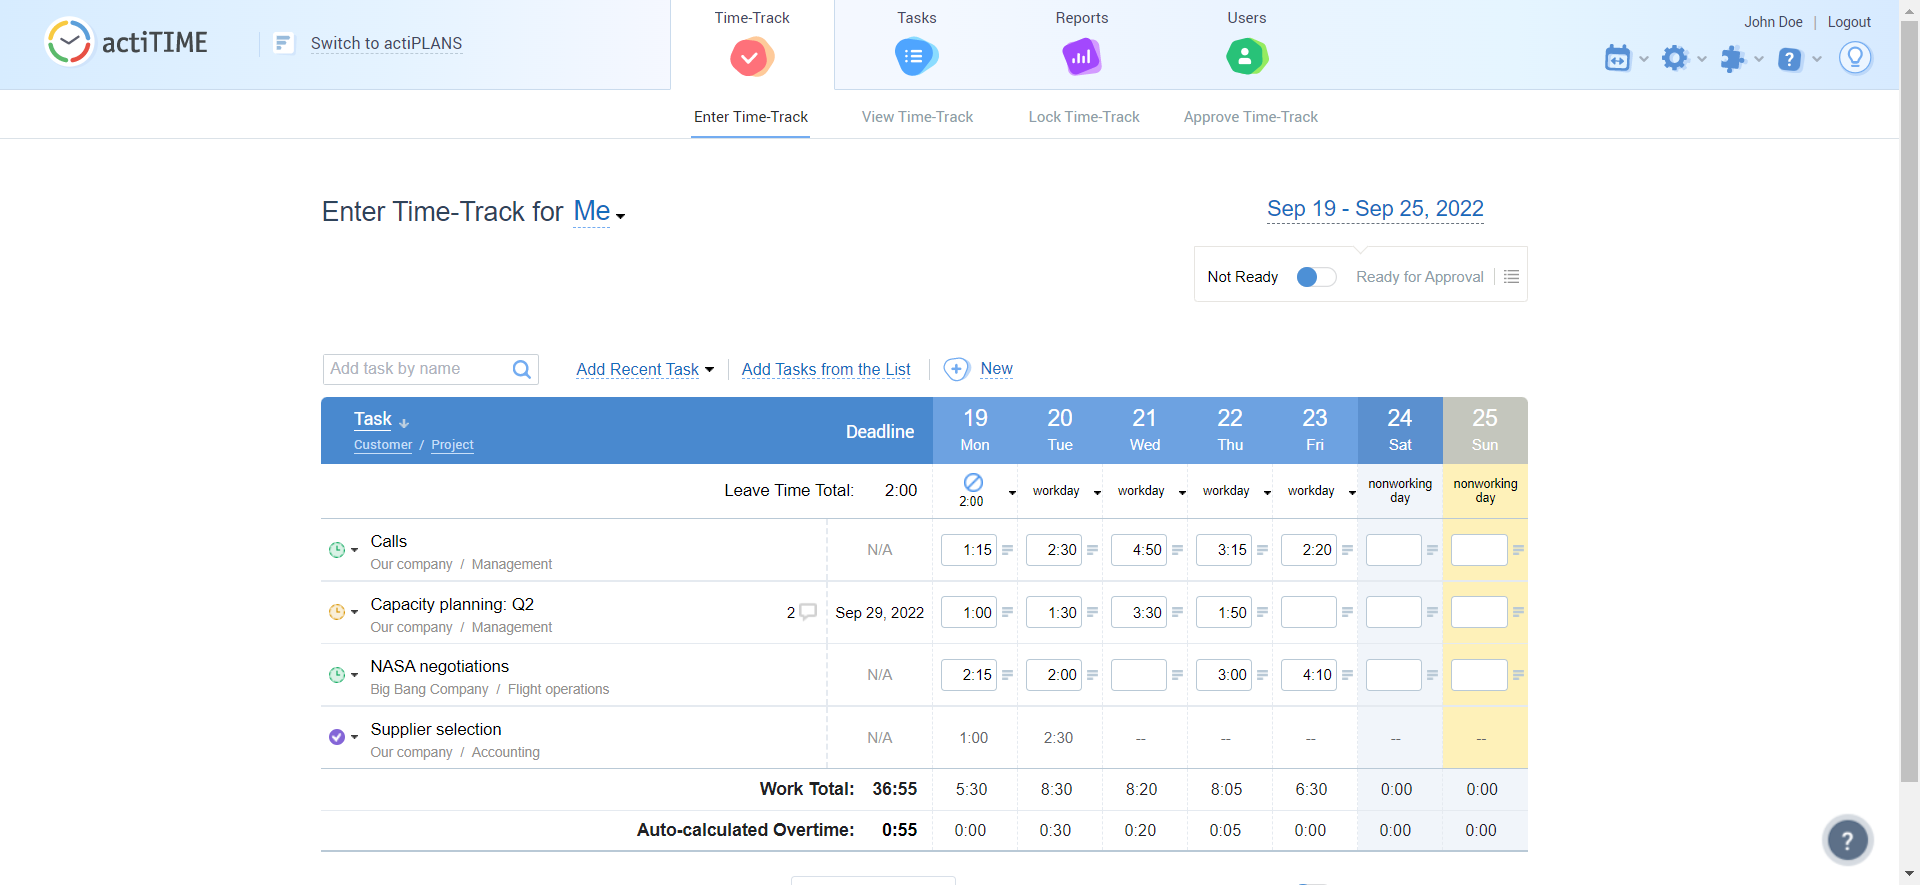 actiTIME
Switch to actiPLANS
Time-Track
Tasks
Reports
Users
John Doe | Logout
Enter Time-Track
View Time-Track
Lock Time-Track
Approve Time-Track
Enter Time-Track for Me
Sep 19 - Sep 25, 2022
Not Ready
Ready for Approval
Add task by name
Add Recent Task
Add Tasks from the List
New
Task
Customer / Project
Deadline
19 20 21 22 23 24 25
Mon Tue Wed Thu Fri Sat Sun
Leave Time Total: 2:00
2:00
workday
workday
workday
workday
nonworking
day
nonworking
day
Calls
Our company / Management
N/A 1:15 2:30 4:50 3:15 2:20
Capacity planning: Q2
Our company / Management
2 Sep 29, 2022 1:00 1:30 3:30 1:50
NASA negotiations
Big Bang Company / Flight operations
N/A 2:15 2:00 3:00 4:10
Supplier selection
Our company / Accounting
N/A 1:00 2:30 -- -- -- -- --
Work Total: 36:55 5:30 8:30 8:20 8:05 6:30 0:00 0:00
Auto-calculated Overtime: 0:55 0:00 0:30 0:20 0:05 0:00 0:00 0:00
?